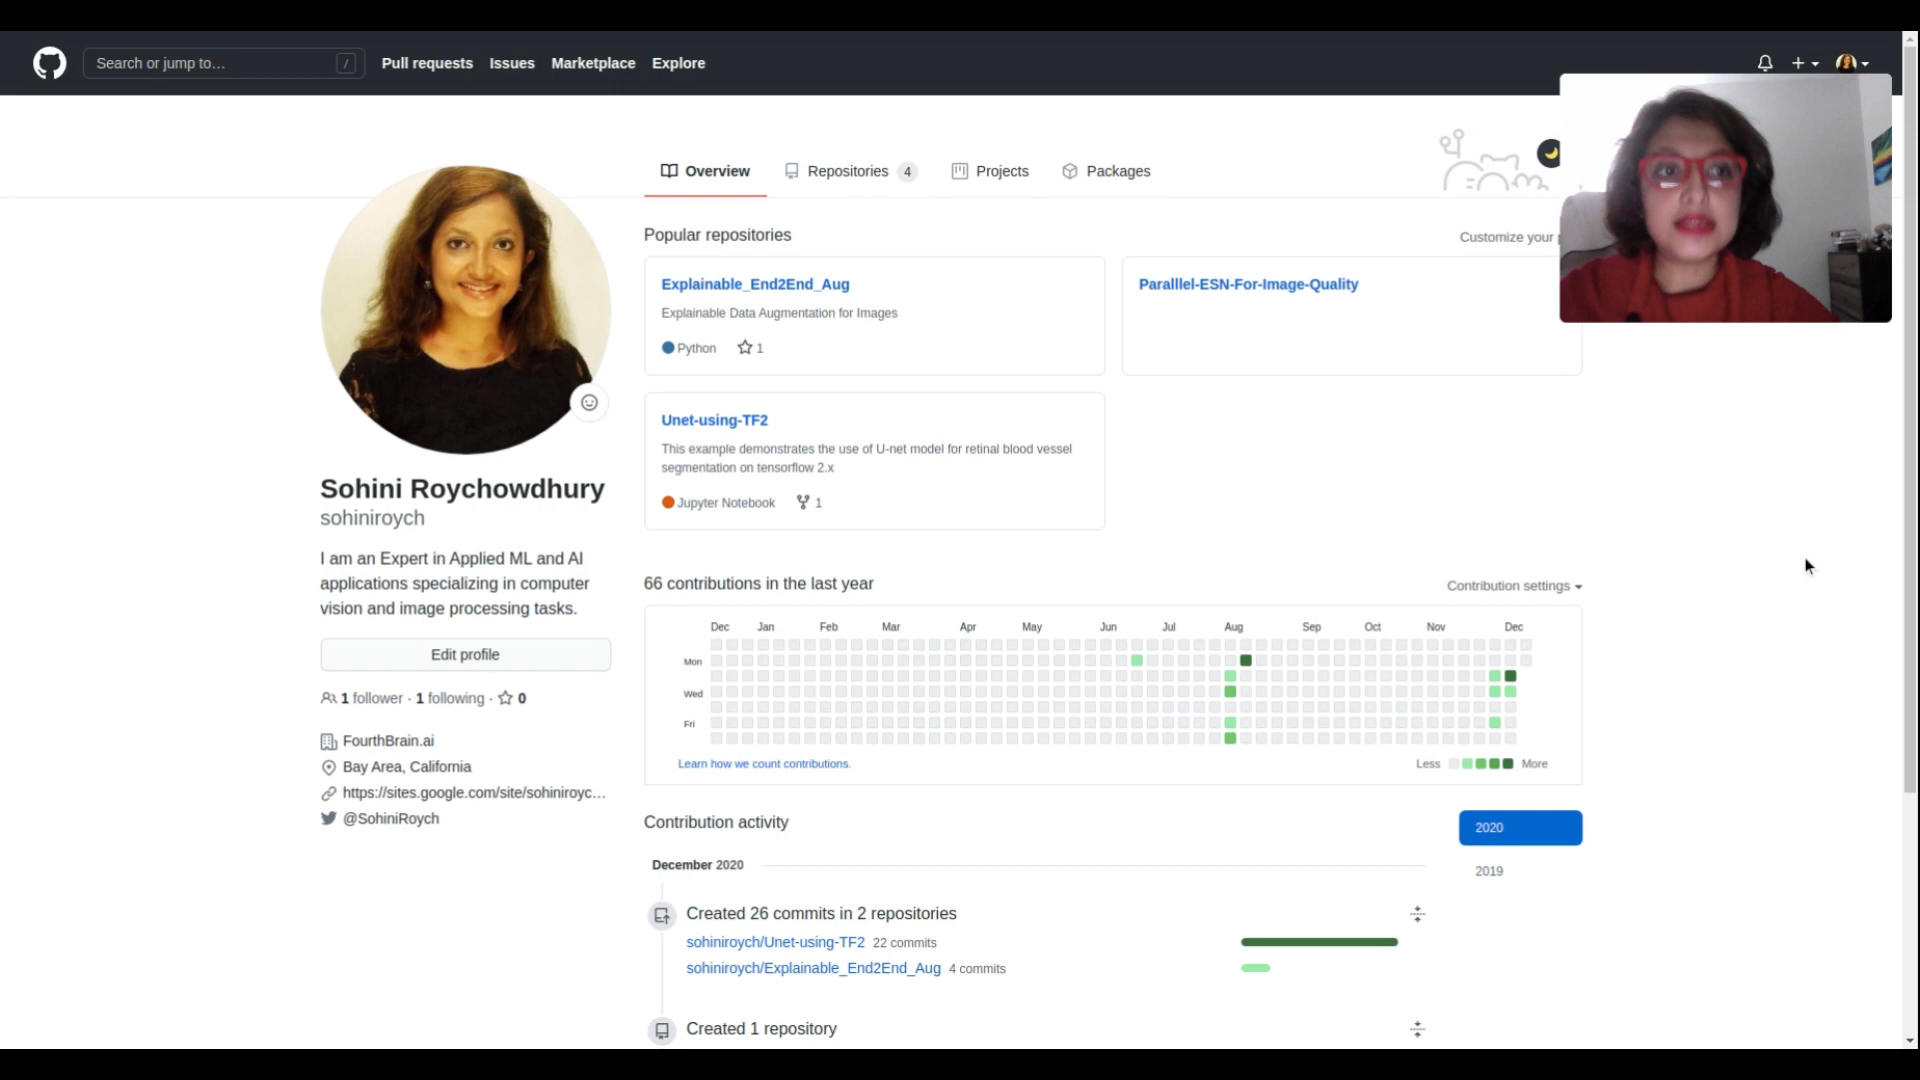 Search or jump to…
/
Pull requests
Issues
Marketplace
Explore
Overview
Repositories 4
Projects
Packages
Popular repositories
Customize your
Explainable_End2End_Aug
Explainable Data Augmentation for Images
Python 1
Paralllel-ESN-For-Image-Quality
Unet-using-TF2
This example demonstrates the use of U-net model for retinal blood vessel
segmentation on tensorflow 2.x
Jupyter Notebook 1
Sohini Roychowdhury
sohiniroych
I am an Expert in Applied ML and AI
applications specializing in computer
vision and image processing tasks.
Edit profile
1 follower · 1 following · 0
FourthBrain.ai
Bay Area, California
https://sites.google.com/site/sohiniroyc…
@SohiniRoych
66 contributions in the last year
Contribution settings
Dec Jan Feb Mar Apr May Jun Jul Aug Sep Oct Nov Dec
Mon
Wed
Fri
Learn how we count contributions.
Less More
Contribution activity
2020
2019
December 2020
Created 26 commits in 2 repositories
sohiniroych/Unet-using-TF2 22 commits
sohiniroych/Explainable_End2End_Aug 4 commits
Created 1 repository